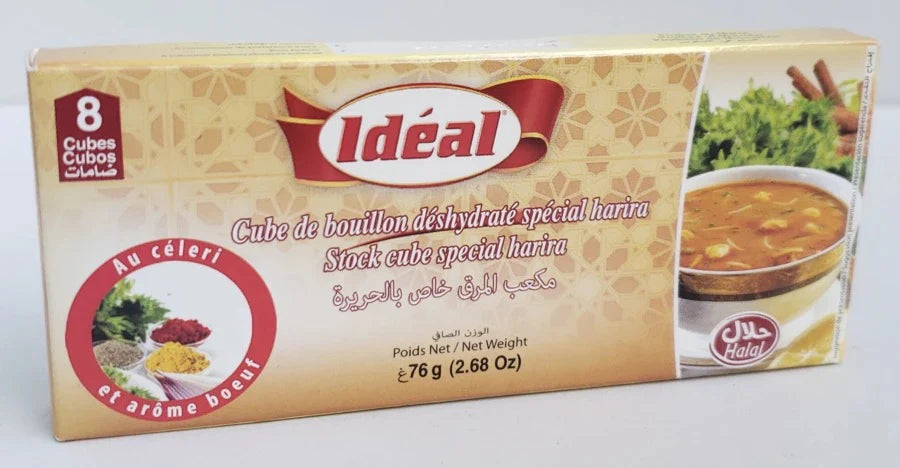 8
Cubes
Cubos
ضامات
Idéal
Cube de bouillon déshydraté spécial harira
Stock cube special harira
مكعب المرق خاص بالحريرة
Au céleri
et arôme boeuf
الوزن الصافي
Poids Net / Net Weight
76 g (2.68 Oz) غ
حلال
Halal